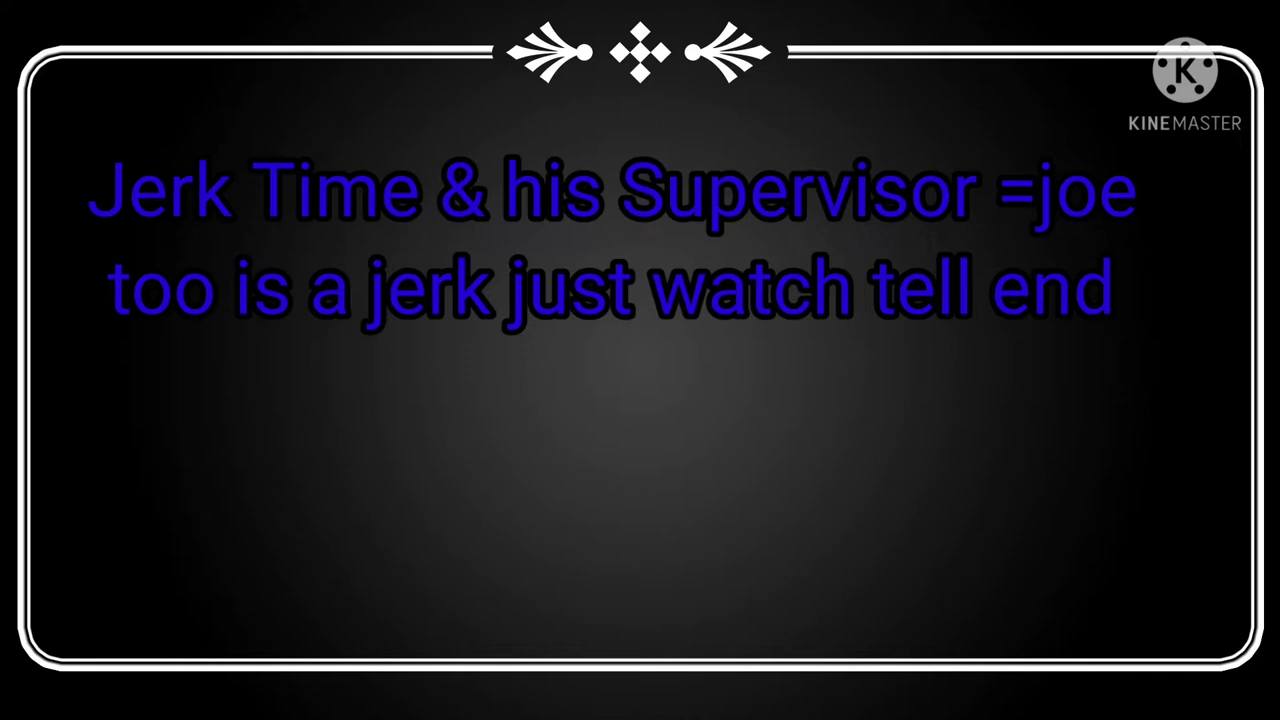 K
KINEMASTER
Jerk Time & his Supervisor =joe
too is a jerk just watch tell end